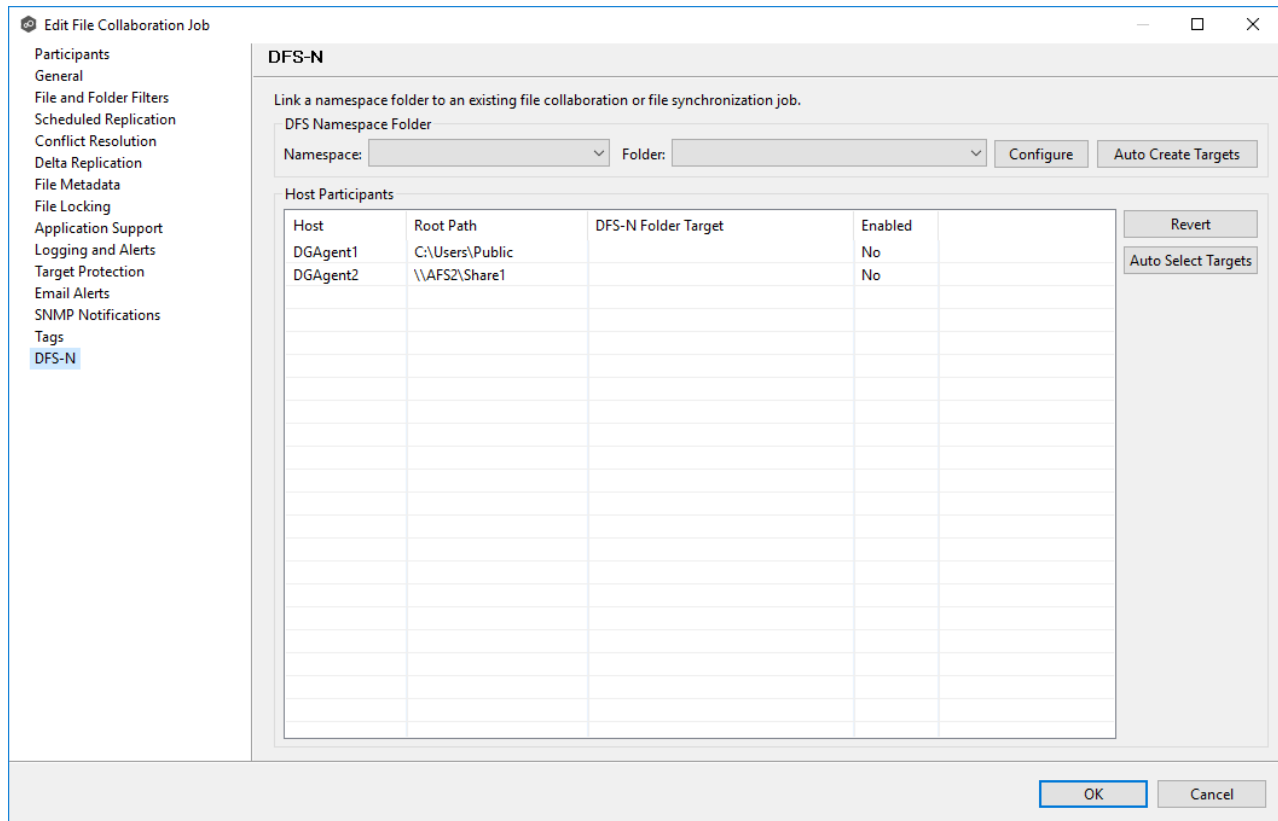 Edit File Collaboration Job
Participants
General
File and Folder Filters
Scheduled Replication
Conflict Resolution
Delta Replication
File Metadata
File Locking
Application Support
Logging and Alerts
Target Protection
Email Alerts
SNMP Notifications
Tags
DFS-N
DFS-N
Link a namespace folder to an existing file collaboration or file synchronization job.
DFS Namespace Folder
Namespace: Folder: Configure Auto Create Targets
Host Participants
Host Root Path DFS-N Folder Target Enabled
DGAgent1 C:\Users\Public No
DGAgent2 \\AFS2\Share1 No
Revert
Auto Select Targets
OK Cancel